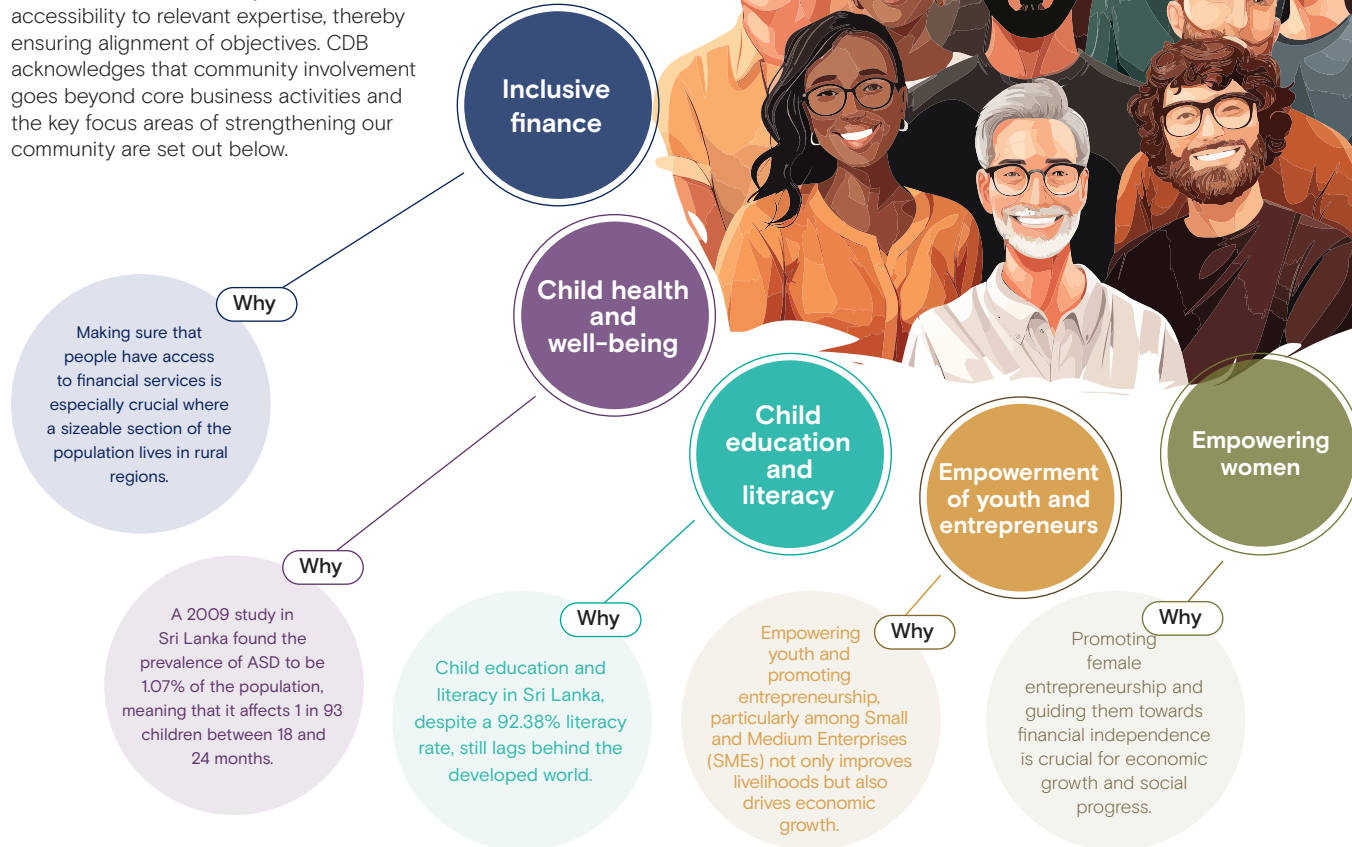 accessibility to relevant expertise, thereby
ensuring alignment of objectives. CDB
acknowledges that community involvement
goes beyond core business activities and
the key focus areas of strengthening our
community are set out below.
Inclusive
finance
Why
Making sure that
people have access
to financial services is
especially crucial where
a sizeable section of the
population lives in rural
regions.
Child health
and
well-being
Why
A 2009 study in
Sri Lanka found the
prevalence of ASD to be
1.07% of the population,
meaning that it affects 1 in 93
children between 18 and
24 months.
Child
education
and
literacy
Why
Child education and
literacy in Sri Lanka,
despite a 92.38% literacy
rate, still lags behind the
developed world.
Empowerment
of youth and
entrepreneurs
Why
Empowering
youth and
promoting
entrepreneurship,
particularly among Small
and Medium Enterprises
(SMEs) not only improves
livelihoods but also
drives economic
growth.
Empowering
women
Why
Promoting
female
entrepreneurship and
guiding them towards
financial independence
is crucial for economic
growth and social
progress.